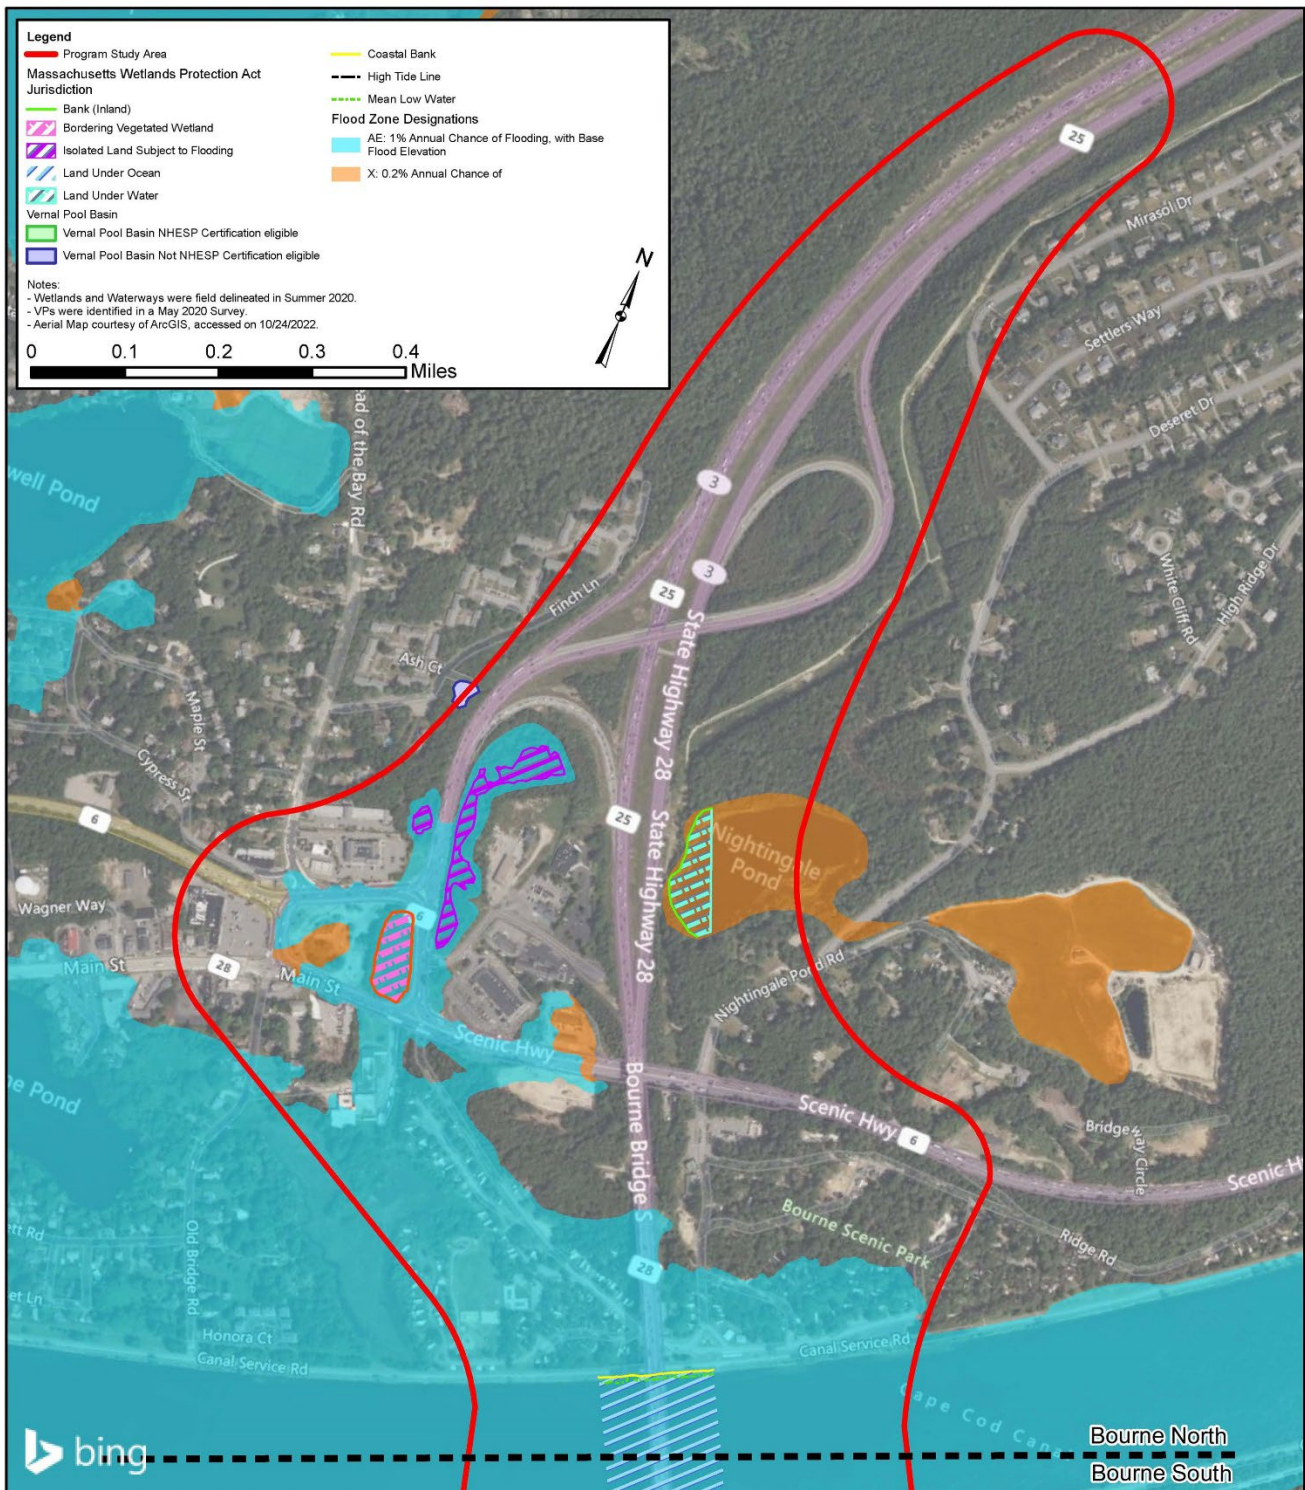 Legend
Program Study Area
Massachusetts Wetlands Protection Act
Jurisdiction
Bank (Inland)
Bordering Vegetated Wetland
Isolated Land Subject to Flooding
Land Under Ocean
Land Under Water
Vernal Pool Basin
Vernal Pool Basin NHESP Certification eligible
Vernal Pool Basin Not NHESP Certification eligible
Coastal Bank
High Tide Line
Mean Low Water
Flood Zone Designations
AE: 1% Annual Chance of Flooding, with Base
Flood Elevation
X: 0.2% Annual Chance of
Notes:
- Wetlands and Waterways were field delineated in Summer 2020.
- VPs were identified in a May 2020 Survey.
- Aerial Map courtesy of ArcGIS, accessed on 10/24/2022.
0 0.1 0.2 0.3 0.4
Miles
N
25
Mirasol Dr
Settlers Way
Deseret Dr
ad of the Bay Rd
well Pond
3
3
25
White Cliff Rd
High Ridge Dr
Finch Ln
Ash Ct
State Highway 28
Maple St
Cypress St
6
25
State Highway 28
Nightingale
Pond
Wagner Way
6
Main St
28
Main St
Nightingale Pond Rd
Scenic Hwy
Bourne Bridge S
Scenic Hwy
6
Bridge
way Circle
Scenic H
ne Pond
Bourne Scenic Park
Ridge Rd
ett Rd
Old Bridge Rd
28
et Ln
Honora Ct
Canal Service Rd
Canal Service Rd
Cape Cod Cana
bing
Bourne North
Bourne South